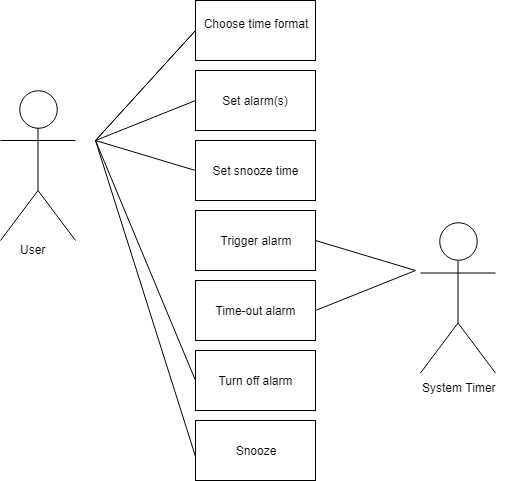 Choose time format
Set alarm(s)
Set snooze time
Trigger alarm
User
Time-out alarm
Turn off alarm
System Timer
Snooze